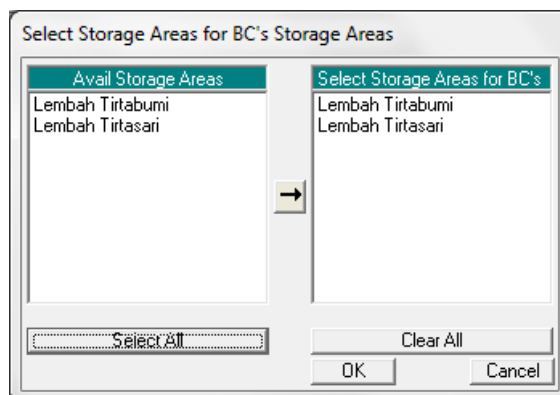 Select Storage Areas for BC's Storage Areas
Avail Storage Areas
Lembah Tirtabumi
Lembah Tirtasari
Select Storage Areas for BC's
Lembah Tirtabumi
Lembah Tirtasari
Select All
Clear All
OK
Cancel